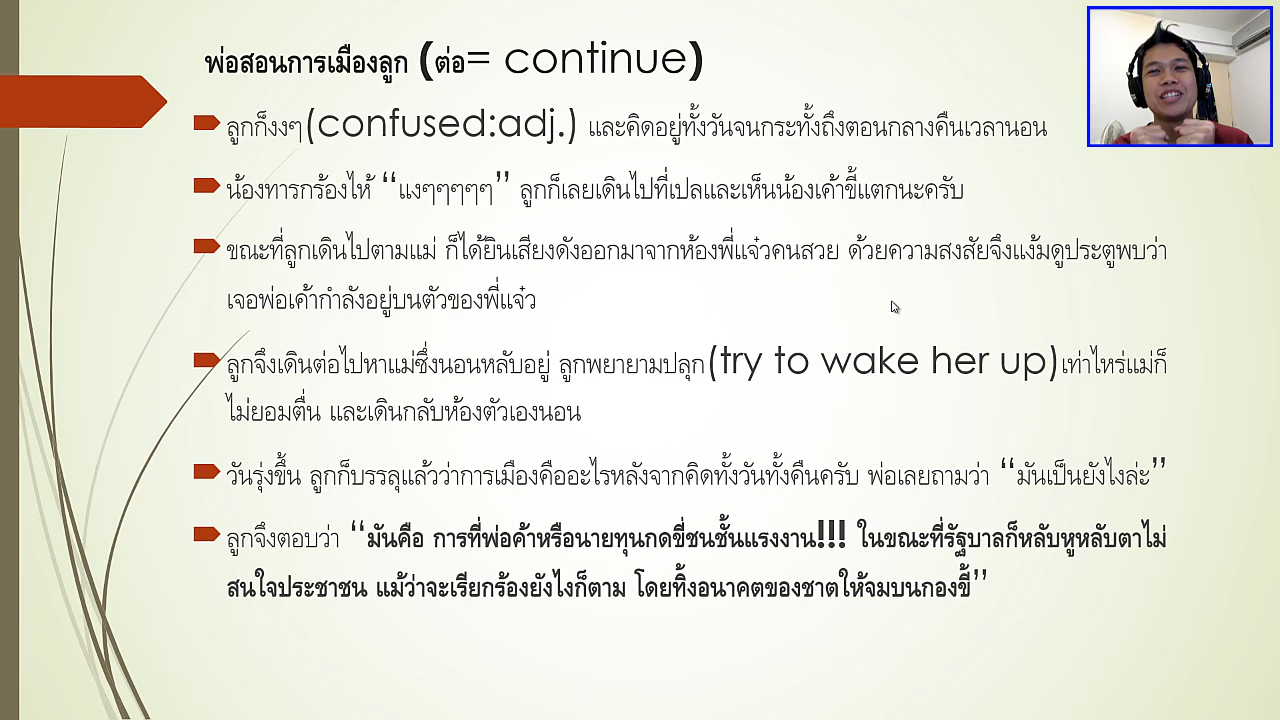 พ่อสอนการเมืองลูก (ต่อ= continue)
ลูกก็งงๆ(confused:adj.) และคิดอยู่ทั้งวันจนกระทั้งถึงตอนกลางคืนเวลานอน
น้องทารกร้องไห้ “แงๆๆๆๆๆ” ลูกก็เลยเดินไปที่เปลและเห็นน้องเค้าขี้แตกนะครับ
ขณะที่ลูกเดินไปตามแม่ ก็ได้ยินเสียงดังออกมาจากห้องพี่แจ๋วคนสวย ด้วยความสงสัยจึงแง้มดูประตูพบว่า
เจอพ่อเค้ากำลังอยู่บนตัวของพี่แจ๋ว
ลูกจึงเดินต่อไปหาแม่ซึ่งนอนหลับอยู่ ลูกพยายามปลุก(try to wake her up)เท่าไหร่แม่ก็
ไม่ยอมตื่น และเดินกลับห้องตัวเองนอน
วันรุ่งขึ้น ลูกก็บรรลุแล้วว่าการเมืองคืออะไรหลังจากคิดทั้งวันทั้งคืนครับ พ่อเลยถามว่า “มันเป็นยังไงล่ะ”
ลูกจึงตอบว่า “มันคือ การที่พ่อค้าหรือนายทุนกดขี่ชนชั้นแรงงาน!!! ในขณะที่รัฐบาลก็หลับหูหลับตาไม่
สนใจประชาชน แม้ว่าจะเรียกร้องยังไงก็ตาม โดยทิ้งอนาคตของชาตให้จมบนกองขี้”